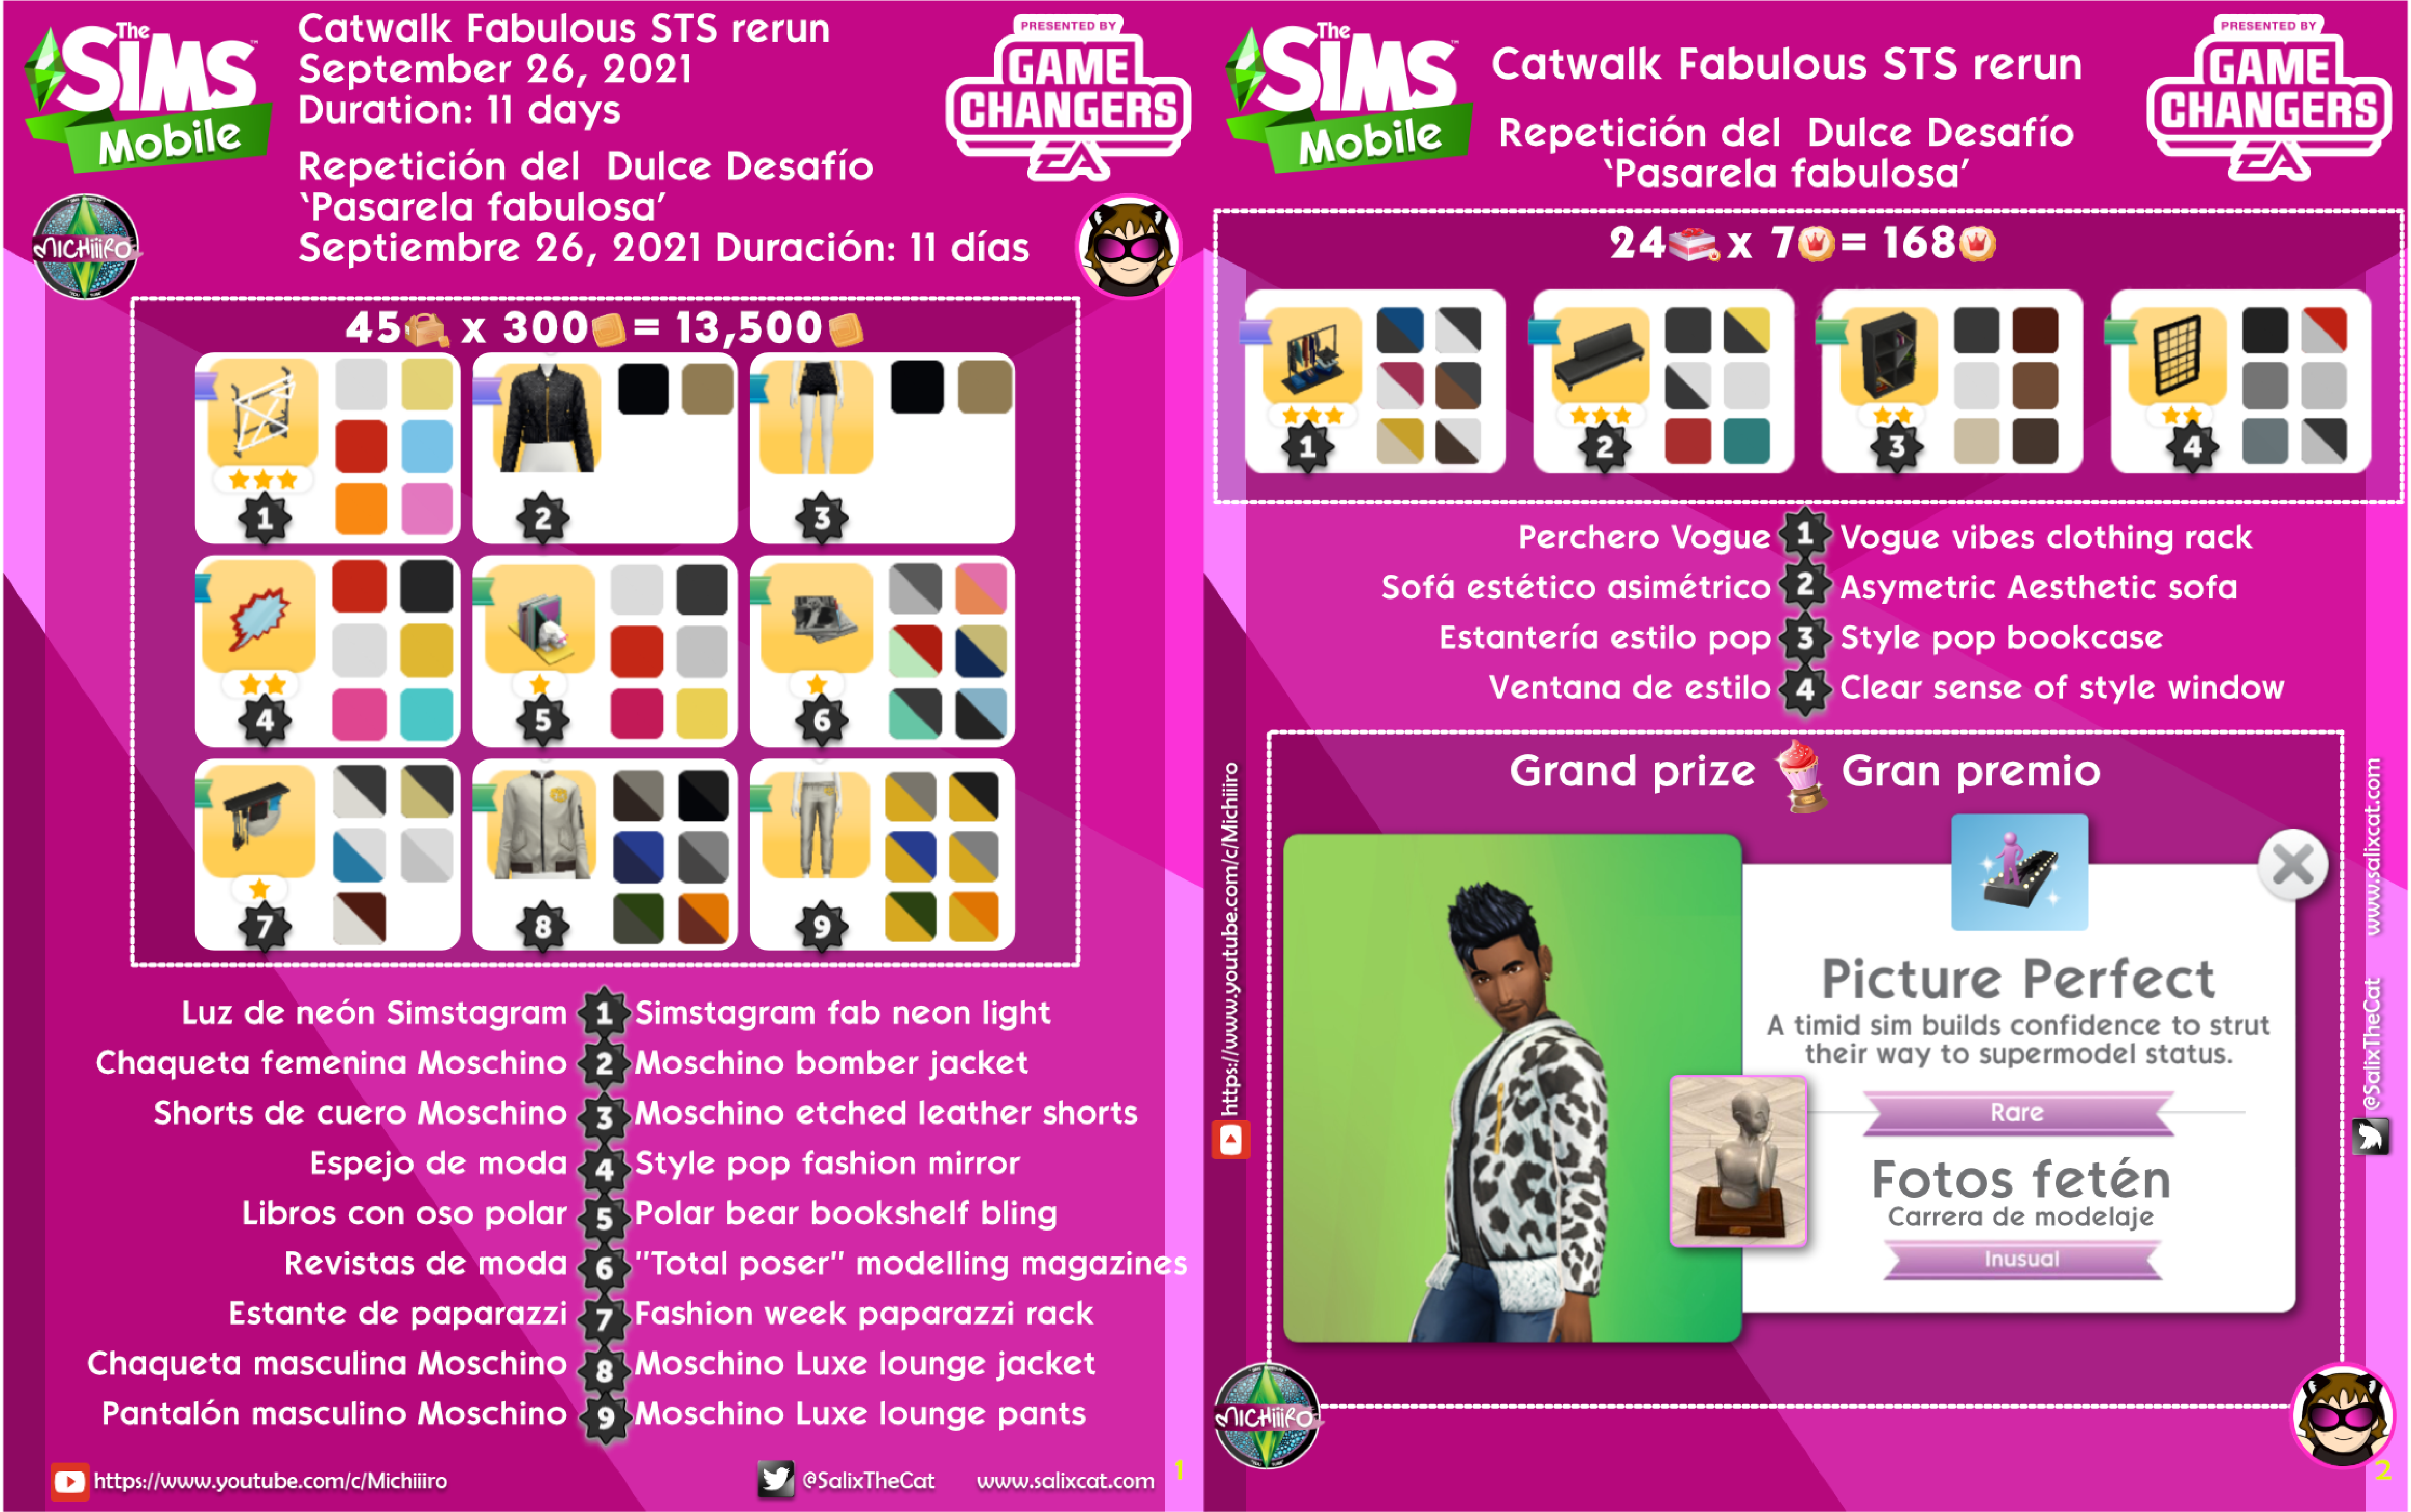 The
SiMS
Mobile
Catwalk Fabulous STS rerun
September 26, 2021
Duration: 11 days
Repetición del Dulce Desafío
‘Pasarela fabulosa’
Septiembre 26, 2021 Duración: 11 días
PRESENTED BY
GAME
CHANGERS
EA
MICHiiiRO
45 x 300 = 13,500
1
2
3
4
5
6
7
8
9
Luz de neón Simstagram 1 Simstagram fab neon light
Chaqueta femenina Moschino 2 Moschino bomber jacket
Shorts de cuero Moschino 3 Moschino etched leather shorts
Espejo de moda 4 Style pop fashion mirror
Libros con oso polar 5 Polar bear bookshelf bling
Revistas de moda 6 "Total poser" modelling magazines
Estante de paparazzi 7 Fashion week paparazzi rack
Chaqueta masculina Moschino 8 Moschino Luxe lounge jacket
Pantalón masculino Moschino 9 Moschino Luxe lounge pants
https://www.youtube.com/c/Michiiiro
@SalixTheCat www.salixcat.com
1
The
SiMS
Mobile
Catwalk Fabulous STS rerun
Repetición del Dulce Desafío
‘Pasarela fabulosa’
PRESENTED BY
GAME
CHANGERS
EA
24 x 7 = 168
1
2
3
4
Perchero Vogue 1 Vogue vibes clothing rack
Sofá estético asimétrico 2 Asymetric Aesthetic sofa
Estantería estilo pop 3 Style pop bookcase
Ventana de estilo 4 Clear sense of style window
Grand prize Gran premio
Picture Perfect
A timid sim builds confidence to strut
their way to supermodel status.
Rare
Fotos fetén
Carrera de modelaje
Inusual
https://www.youtube.com/c/Michiiiro
@SalixTheCat www.salixcat.com
MICHiiiRO
2